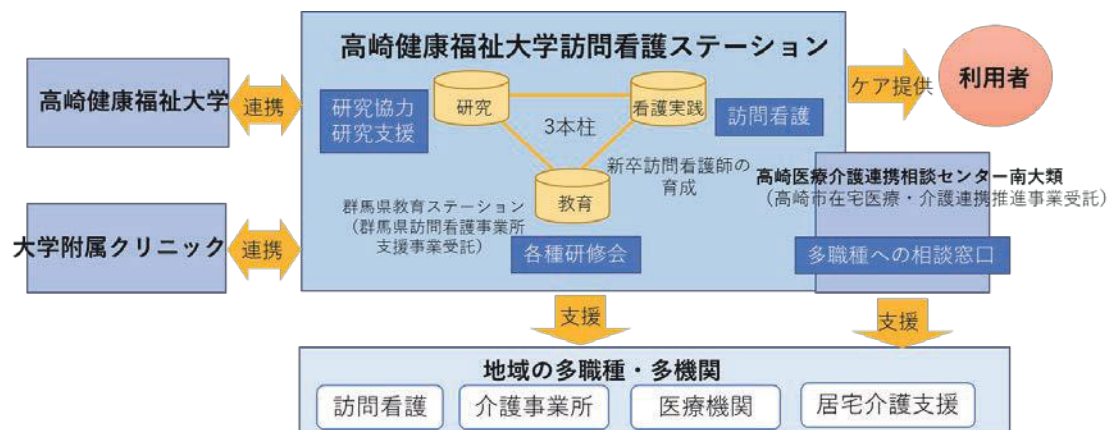 高崎健康福祉大学訪問看護ステーション
高崎健康福祉大学
連携
研究協力
研究支援
研究
看護実践
3本柱
訪問看護
ケア提供
利用者
新卒訪問看護師の
育成
教育
群馬県教育ステーション
（群馬県訪問看護事業所
支援事業受託）
各種研修会
高崎医療介護連携相談センター南大類
（高崎市在宅医療・介護連携推進事業受託）
多職種への相談窓口
大学附属クリニック
連携
支援
支援
地域の多職種・多機関
訪問看護
介護事業所
医療機関
居宅介護支援